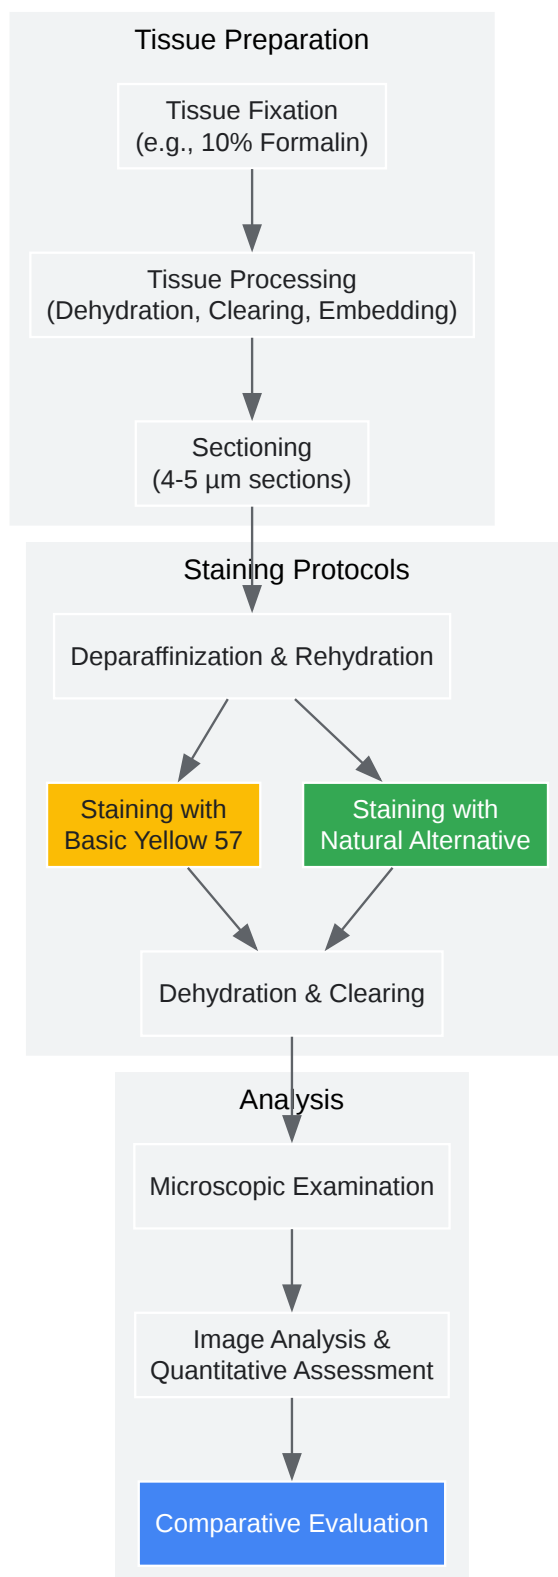 Tissue Preparation
Tissue Fixation
(e.g., 10% Formalin)
Tissue Processing
(Dehydration, Clearing, Embedding)
Sectioning
(4-5 µm sections)
Staining Protocols
Deparaffinization & Rehydration
Staining with
Basic Yellow 57
Staining with
Natural Alternative
Dehydration & Clearing
Analysis
Microscopic Examination
Image Analysis &
Quantitative Assessment
Comparative Evaluation